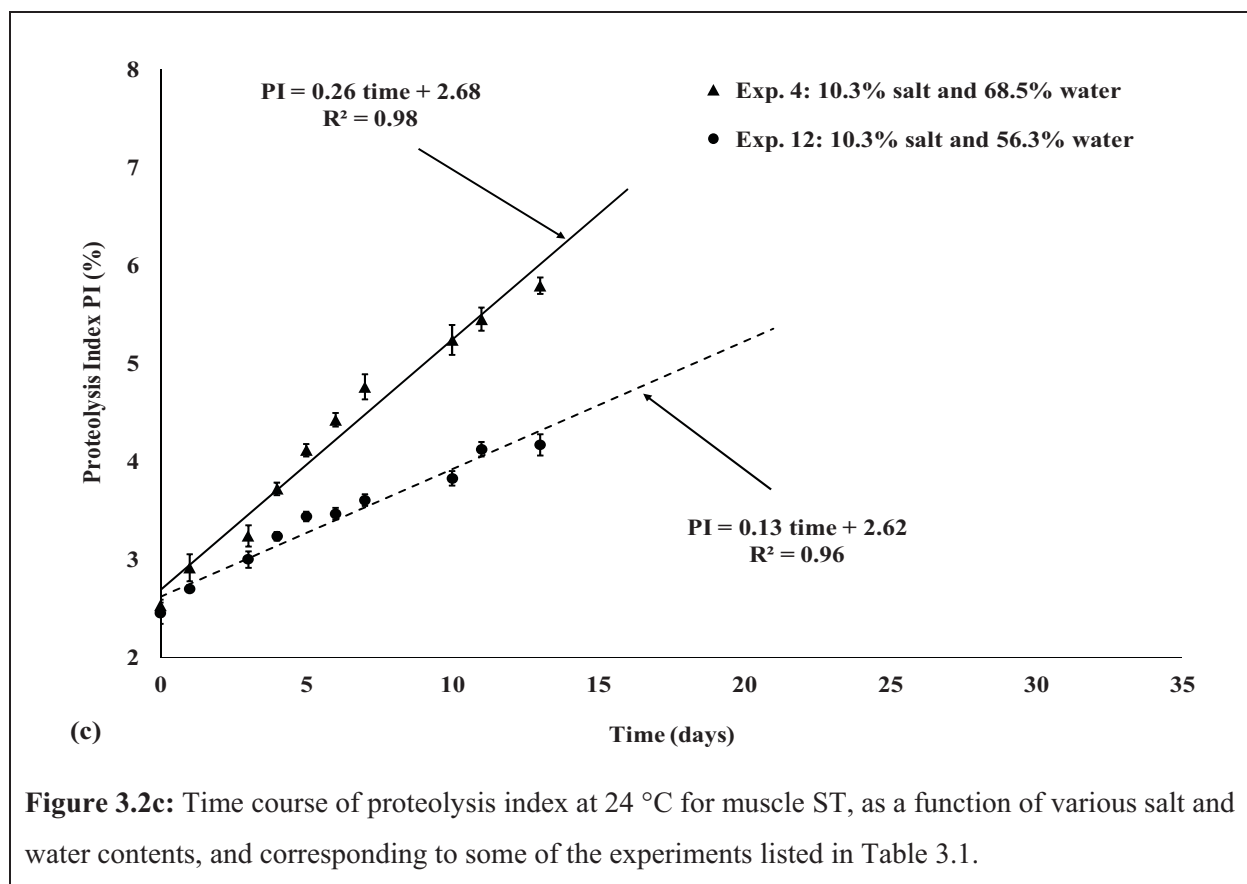 8
PI = 0.26 time + 2.68
R² = 0.98
▲ Exp. 4: 10.3% salt and 68.5% water
● Exp. 12: 10.3% salt and 56.3% water
7
6
5
4
3
2
Proteolysis Index PI (%)
PI = 0.13 time + 2.62
R² = 0.96
0 5 10 15 20 25 30 35
(c)
Time (days)
Figure 3.2c: Time course of proteolysis index at 24 °C for muscle ST, as a function of various salt and
water contents, and corresponding to some of the experiments listed in Table 3.1.